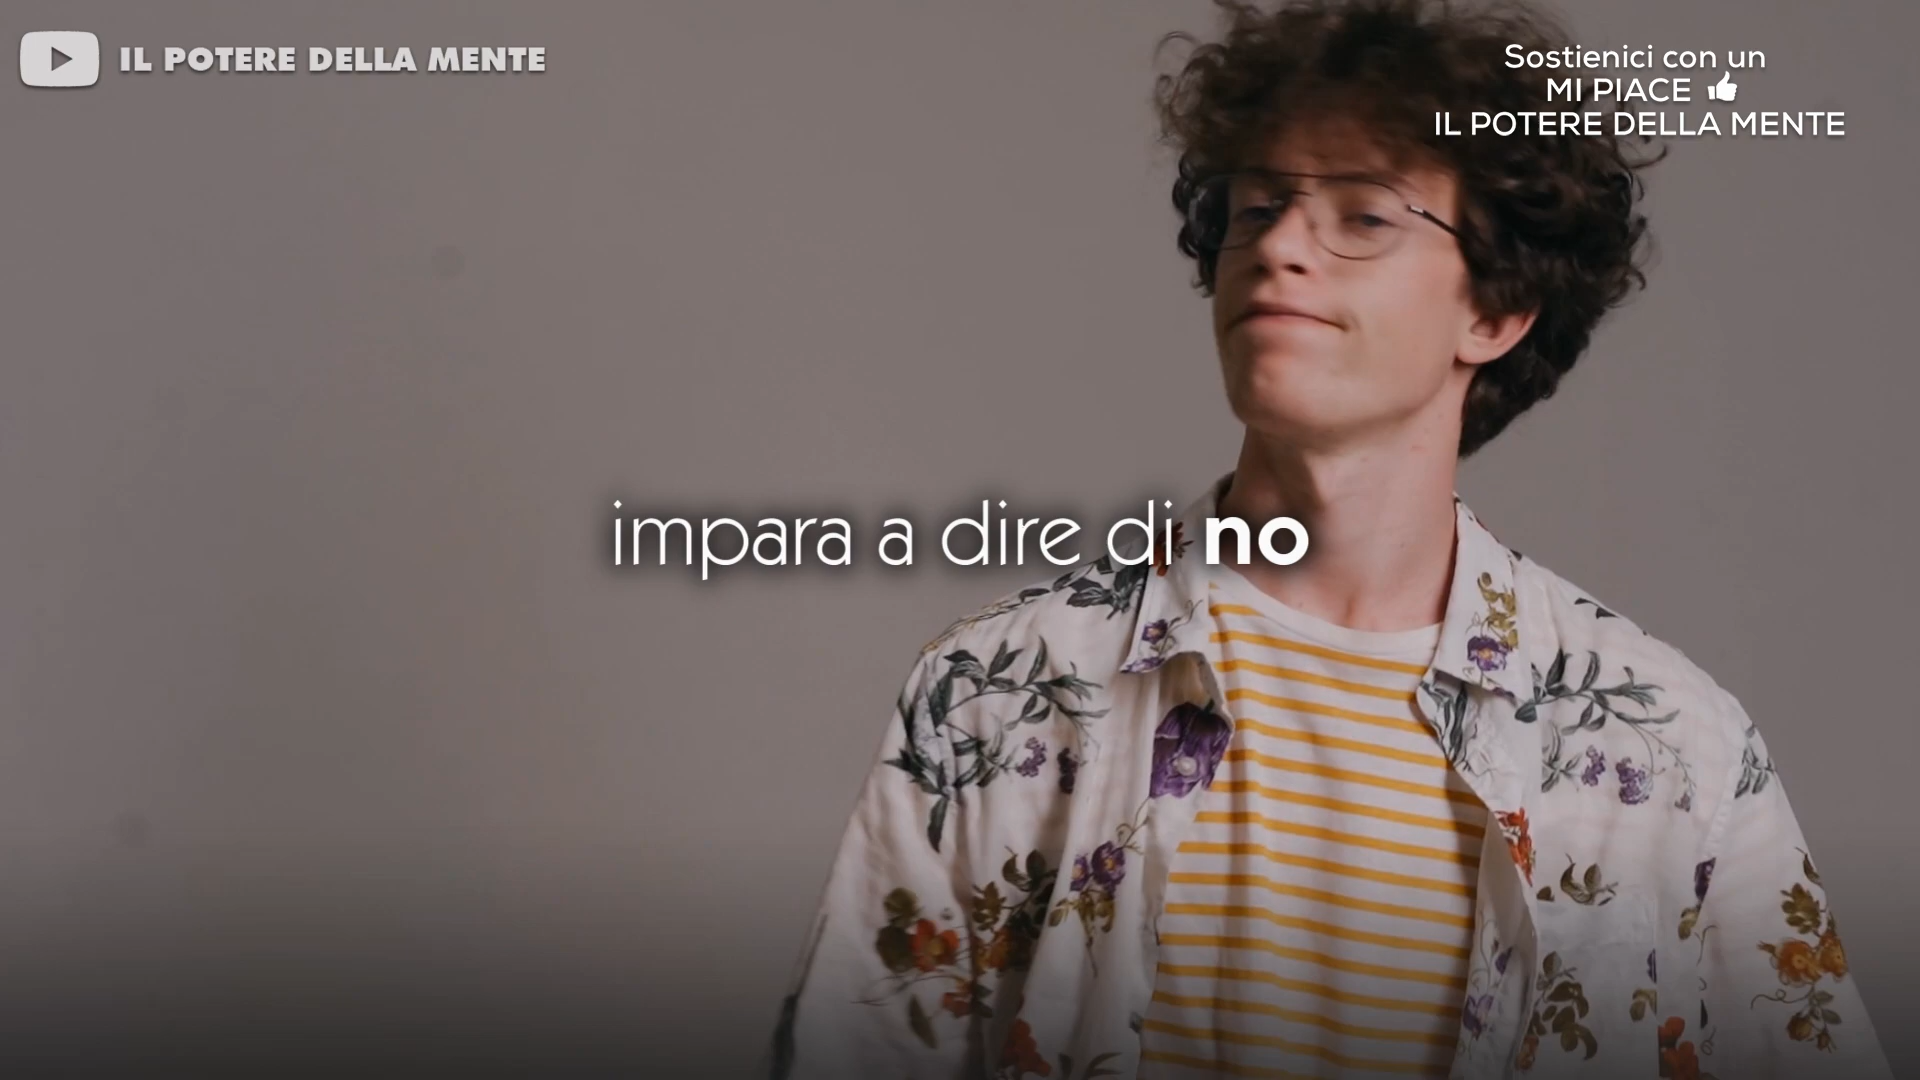 IL POTERE DELLA MENTE
Sostienici con un
MI PIACE
IL POTERE DELLA MENTE
impara a dire di no